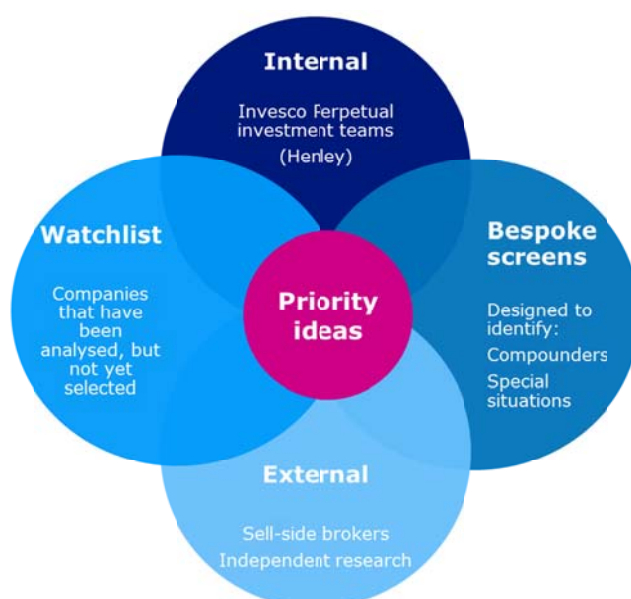 Internal
Invesco Perpetual
investment teams
(Henley)
Watchlist
Companies
that have
been
analysed, but
not yet
selected
Priority
ideas
Bespoke
screens
Designed to
identify:
Compounders
Special
situations
External
Sell-side brokers
Independent research